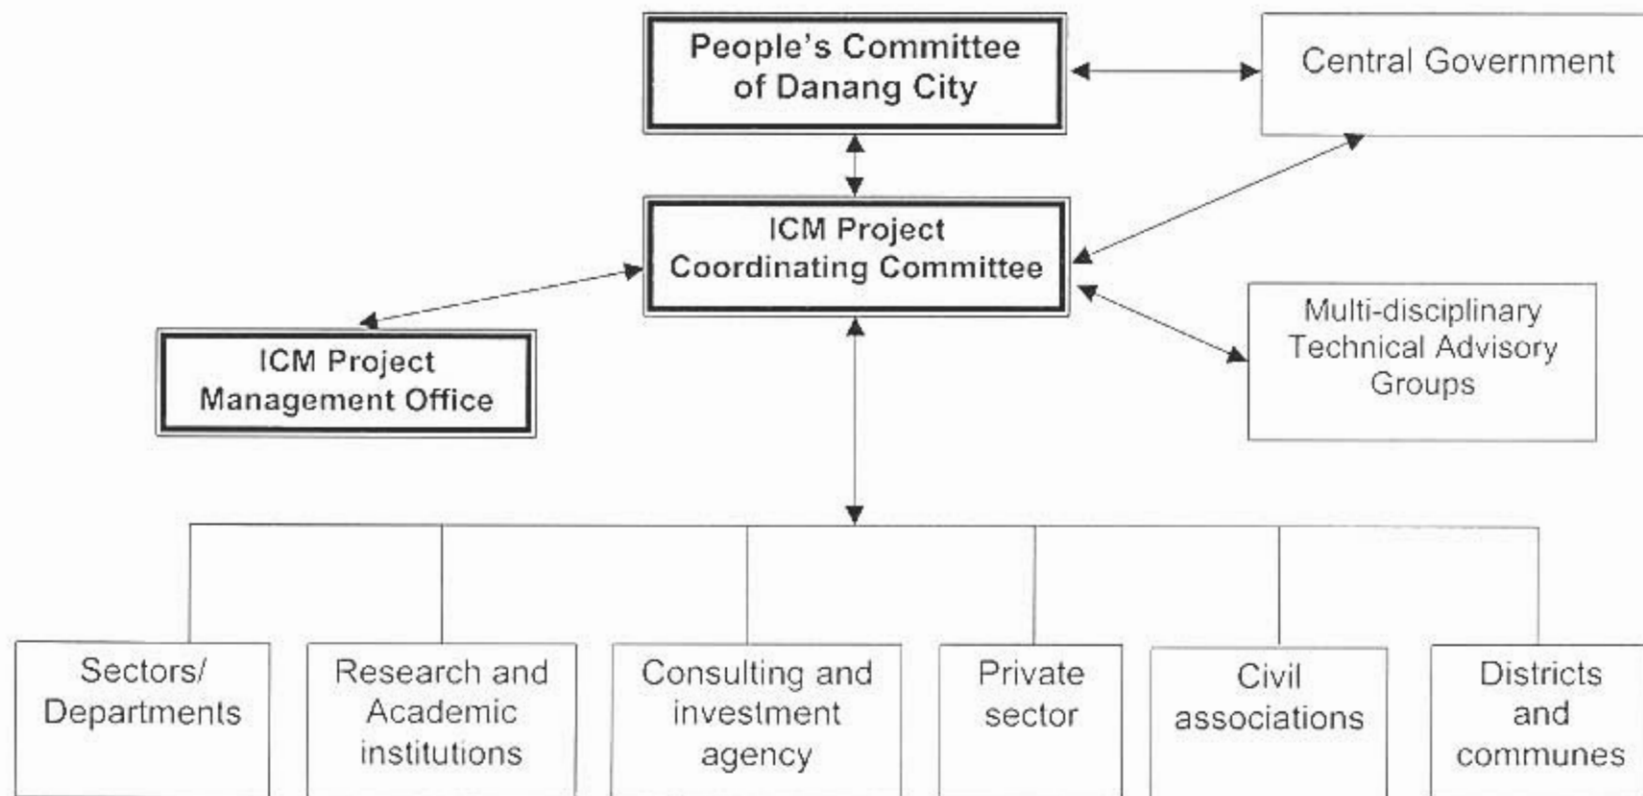 People's Committee
of Danang City
Central Government
ICM Project
Coordinating Committee
Multi-disciplinary
Technical Advisory
Groups
ICM Project
Management Office
Sectors/
Departments
Research and
Academic
institutions
Consulting and
investment
agency
Private
sector
Civil
associations
Districts
and
communes